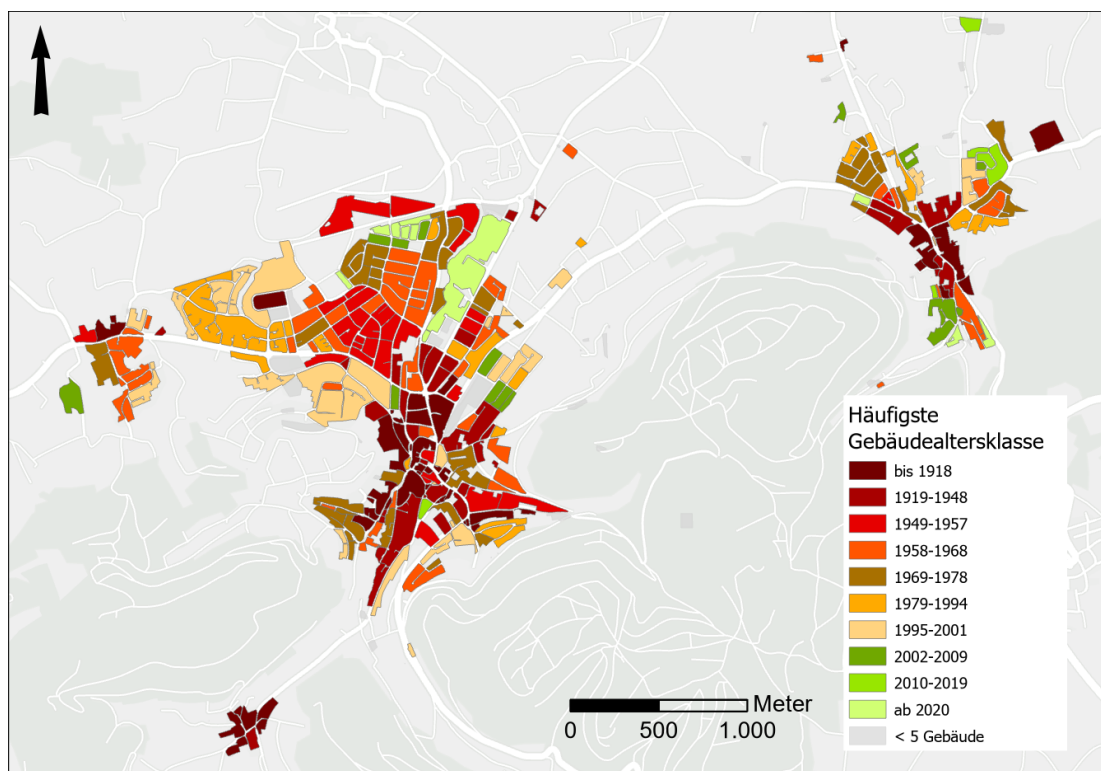 Häufigste
Gebäudealtersklasse
bis 1918
1919-1948
1949-1957
1958-1968
1969-1978
1979-1994
1995-2001
2002-2009
2010-2019
ab 2020
< 5 Gebäude
Meter
0 500 1.000